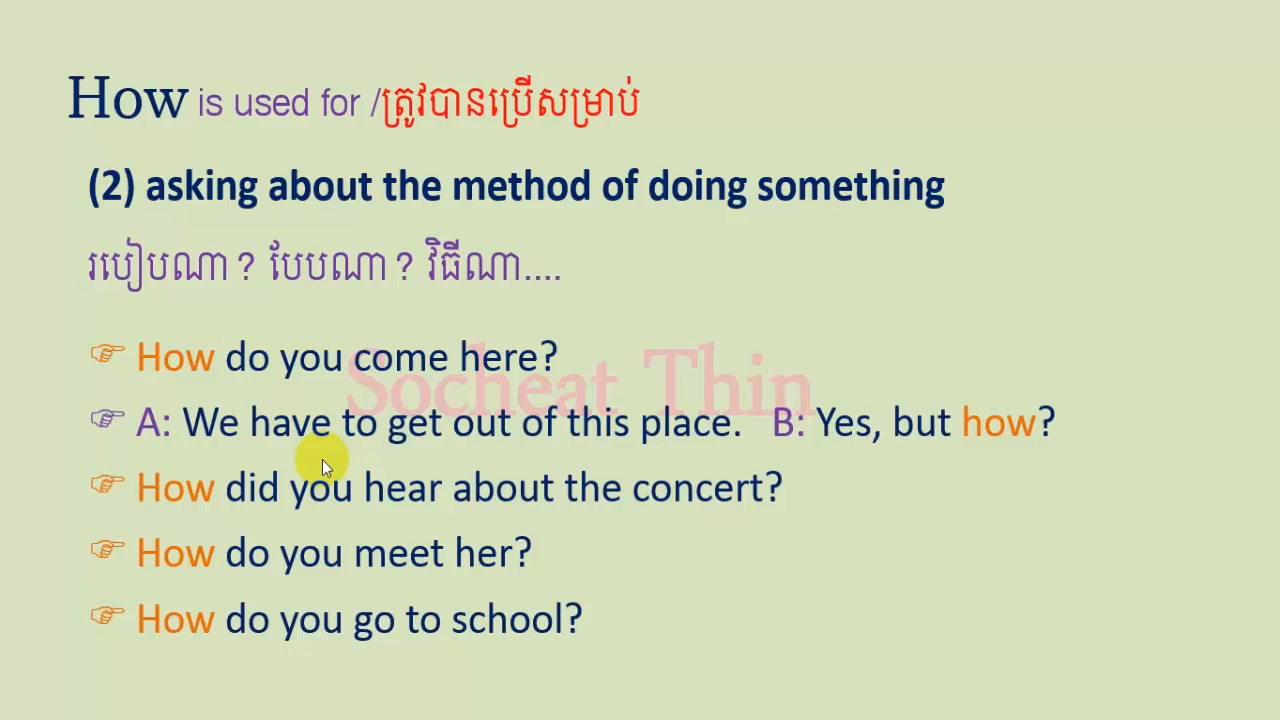 How is used for /ត្រូវបានប្រើសម្រាប់
(2) asking about the method of doing something
របៀបណា? បែបណា? វិធីណា....
How do you come here?
A: We have to get out of this place. B: Yes, but how?
How did you hear about the concert?
How do you meet her?
How do you go to school?
Socheat Thin